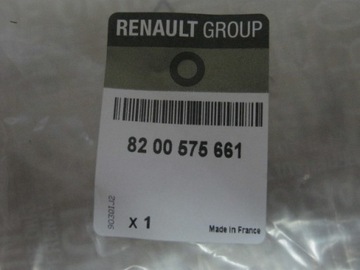 RENAULT GROUP
82 00 575 661
x 1
Made in France